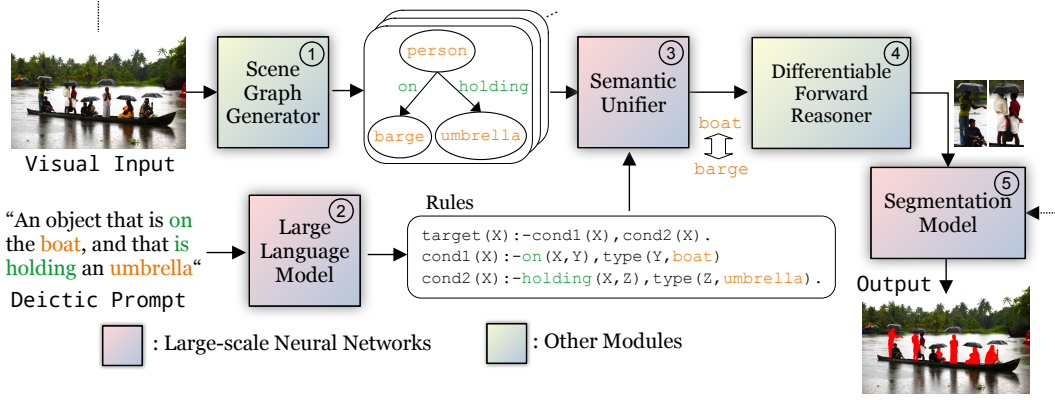 Visual Input
1
Scene
Graph
Generator
person
on
holding
barge
umbrella
3
Semantic
Unifier
boat
barge
4
Differentiable
Forward
Reasoner
5
Segmentation
Model
“An object that is on
the boat, and that is
holding an umbrella“
Deictic Prompt
2
Large
Language
Model
Rules
target(X):-cond1(X),cond2(X).
cond1(X):-on(X,Y),type(Y,boat)
cond2(X):-holding(X,Z),type(Z,umbrella).
Output
: Large-scale Neural Networks
: Other Modules